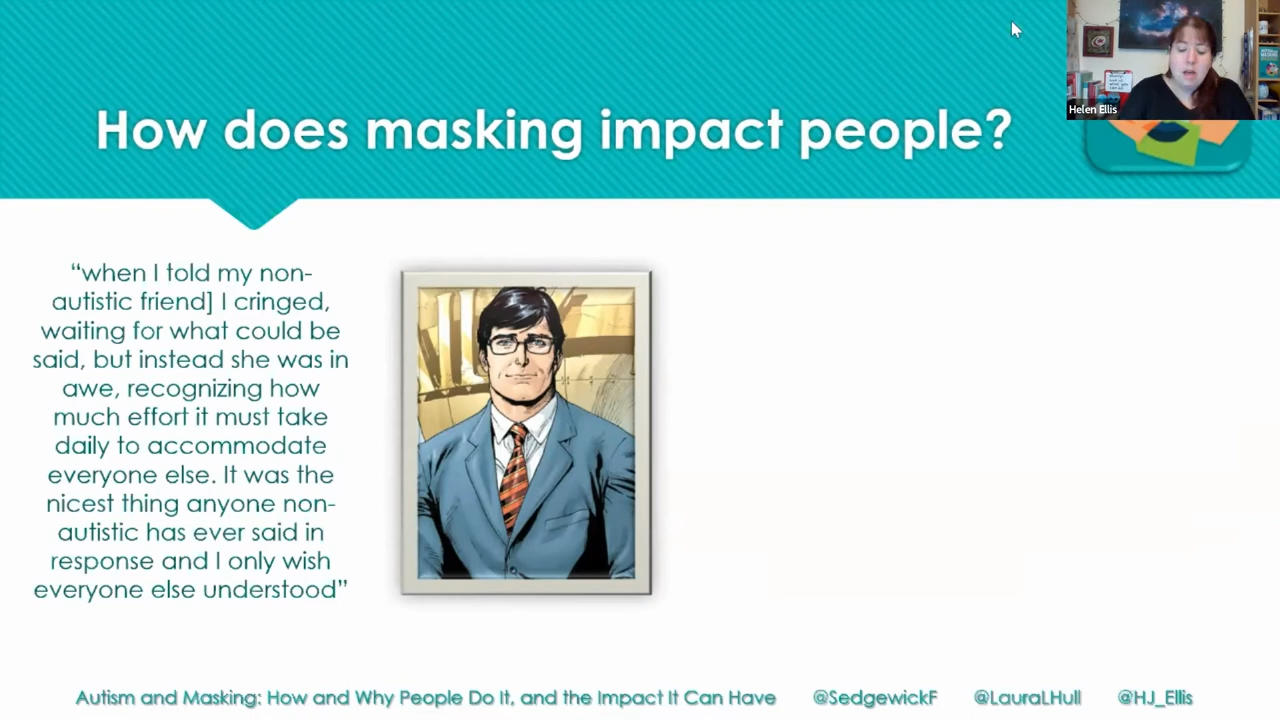 How does masking impact people?
Helen Ellis
“when I told my non-
autistic friend] I cringed,
waiting for what could be
said, but instead she was in
awe, recognizing how
much effort it must take
daily to accommodate
everyone else. It was the
nicest thing anyone non-
autistic has ever said in
response and I only wish
everyone else understood”
Autism and Masking: How and Why People Do It, and the Impact It Can Have @SedgewickF @LauraLHull @HJ_Ellis